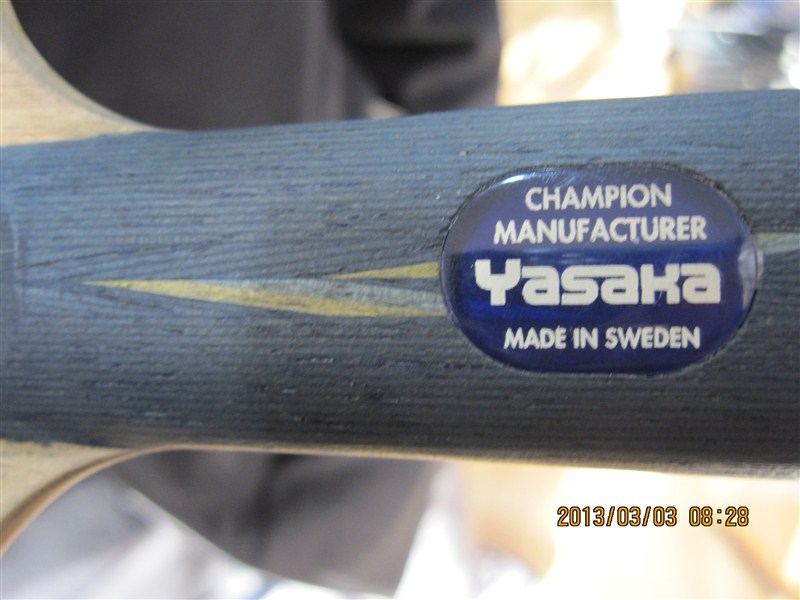 CHAMPION
MANUFACTURER
Yasaka
MADE IN SWEDEN
2013/03/03 08:28